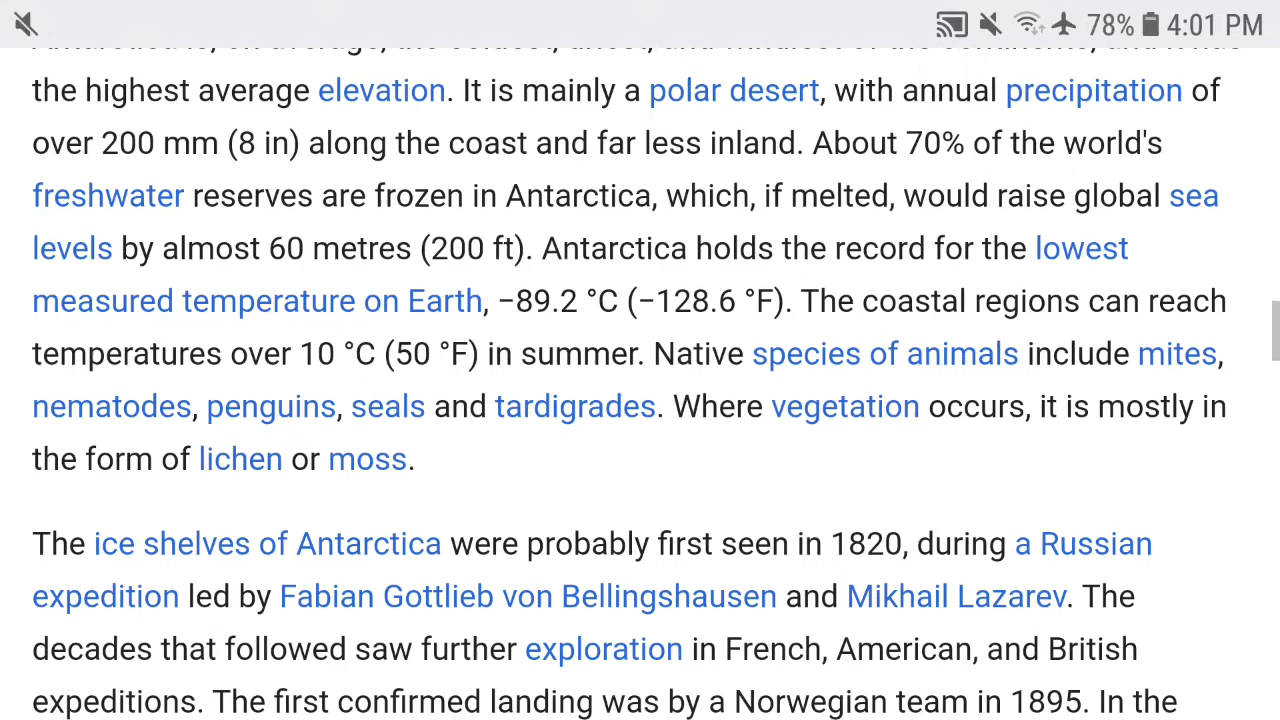 78% 4:01 PM
the highest average elevation. It is mainly a polar desert, with annual precipitation of
over 200 mm (8 in) along the coast and far less inland. About 70% of the world's
freshwater reserves are frozen in Antarctica, which, if melted, would raise global sea
levels by almost 60 metres (200 ft). Antarctica holds the record for the lowest
measured temperature on Earth, −89.2 °C (−128.6 °F). The coastal regions can reach
temperatures over 10 °C (50 °F) in summer. Native species of animals include mites,
nematodes, penguins, seals and tardigrades. Where vegetation occurs, it is mostly in
the form of lichen or moss.
The ice shelves of Antarctica were probably first seen in 1820, during a Russian
expedition led by Fabian Gottlieb von Bellingshausen and Mikhail Lazarev. The
decades that followed saw further exploration in French, American, and British
expeditions. The first confirmed landing was by a Norwegian team in 1895. In the